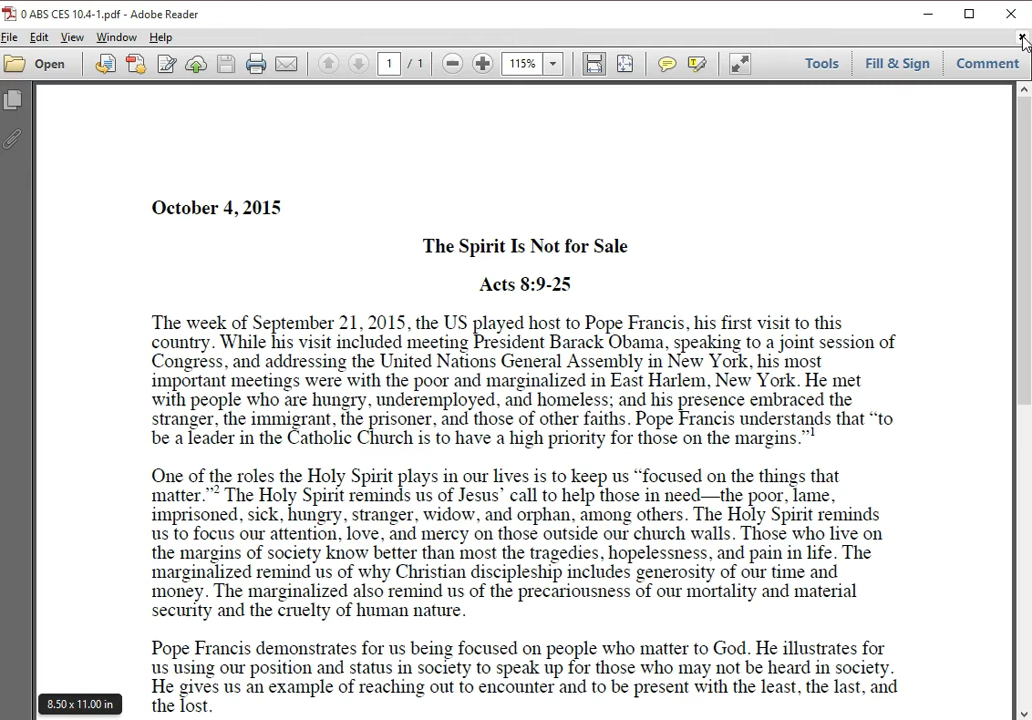 0 ABS CES 10.4-1.pdf - Adobe Reader
File Edit View Window Help
Open 1 / 1 115% Tools Fill & Sign Comment
October 4, 2015
The Spirit Is Not for Sale
Acts 8:9-25
The week of September 21, 2015, the US played host to Pope Francis, his first visit to this
country. While his visit included meeting President Barack Obama, speaking to a joint session of
Congress, and addressing the United Nations General Assembly in New York, his most
important meetings were with the poor and marginalized in East Harlem, New York. He met
with people who are hungry, underemployed, and homeless; and his presence embraced the
stranger, the immigrant, the prisoner, and those of other faiths. Pope Francis understands that “to
be a leader in the Catholic Church is to have a high priority for those on the margins.”1
One of the roles the Holy Spirit plays in our lives is to keep us “focused on the things that
matter.”2 The Holy Spirit reminds us of Jesus’ call to help those in need—the poor, lame,
imprisoned, sick, hungry, stranger, widow, and orphan, among others. The Holy Spirit reminds
us to focus our attention, love, and mercy on those outside our church walls. Those who live on
the margins of society know better than most the tragedies, hopelessness, and pain in life. The
marginalized remind us of why Christian discipleship includes generosity of our time and
money. The marginalized also remind us of the precariousness of our mortality and material
security and the cruelty of human nature.
Pope Francis demonstrates for us being focused on people who matter to God. He illustrates for
us using our position and status in society to speak up for those who may not be heard in society.
He gives us an example of reaching out to encounter and to be present with the least, the last, and
the lost.
8.50 x 11.00 in